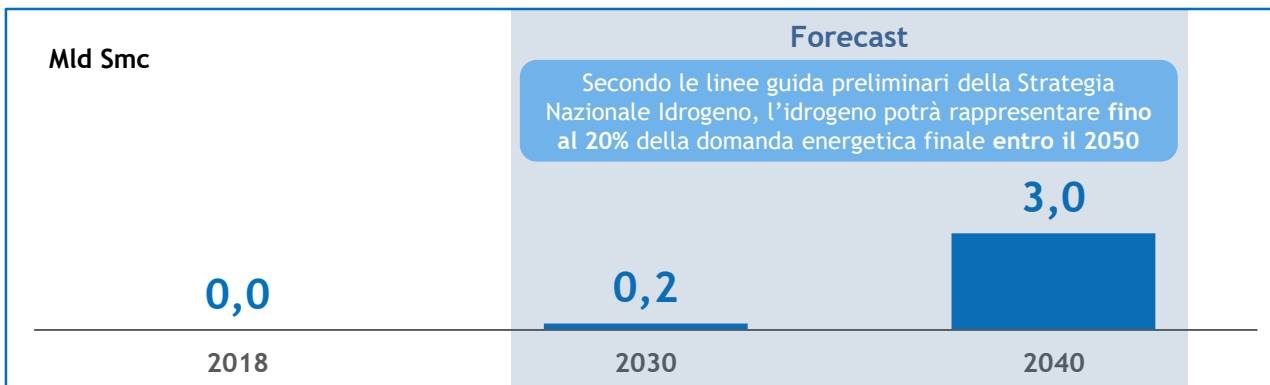 Forecast
Mld Smc
Secondo le linee guida preliminari della Strategia
Nazionale Idrogeno, l’idrogeno potrà rappresentare fino
al 20% della domanda energetica finale entro il 2050
3,0
0,0
0,2
2018
2030
2040